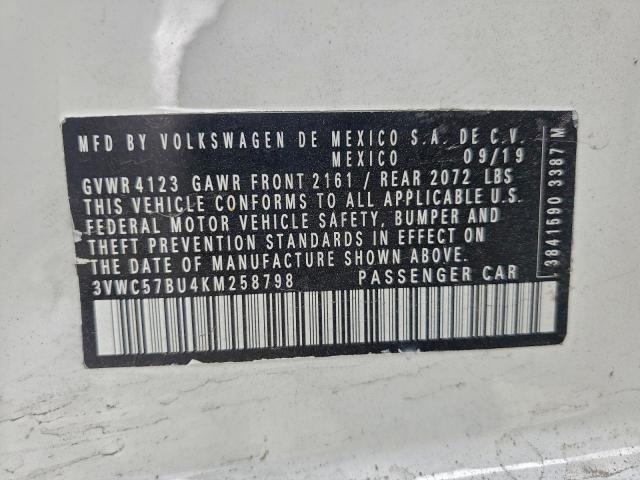 MFD BY VOLKSWAGEN DE MEXICO S.A. DE C.V.
MEXICO 09/19
GVWR 4123 GAWR FRONT 2161 / REAR 2072 LBS
THIS VEHICLE CONFORMS TO ALL APPLICABLE U.S.
FEDERAL MOTOR VEHICLE SAFETY, BUMPER AND
THEFT PREVENTION STANDARDS IN EFFECT ON
THE DATE OF MANUFACTURE SHOWN ABOVE.
3VWC57BU4KM258798 PASSENGER CAR
3841690 3387 M